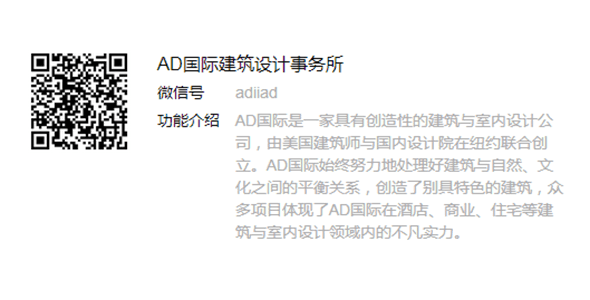 AD国际建筑设计事务所
微信号 adiiad
功能介绍 AD国际是一家具有创造性的建筑与室内设计公
司，由美国建筑师与国内设计院在纽约联合创
立。AD国际始终努力地处理好建筑与自然、文
化之间的平衡关系，创造了别具特色的建筑，众
多项目体现了AD国际在酒店、商业、住宅等建
筑与室内设计领域内的不凡实力。